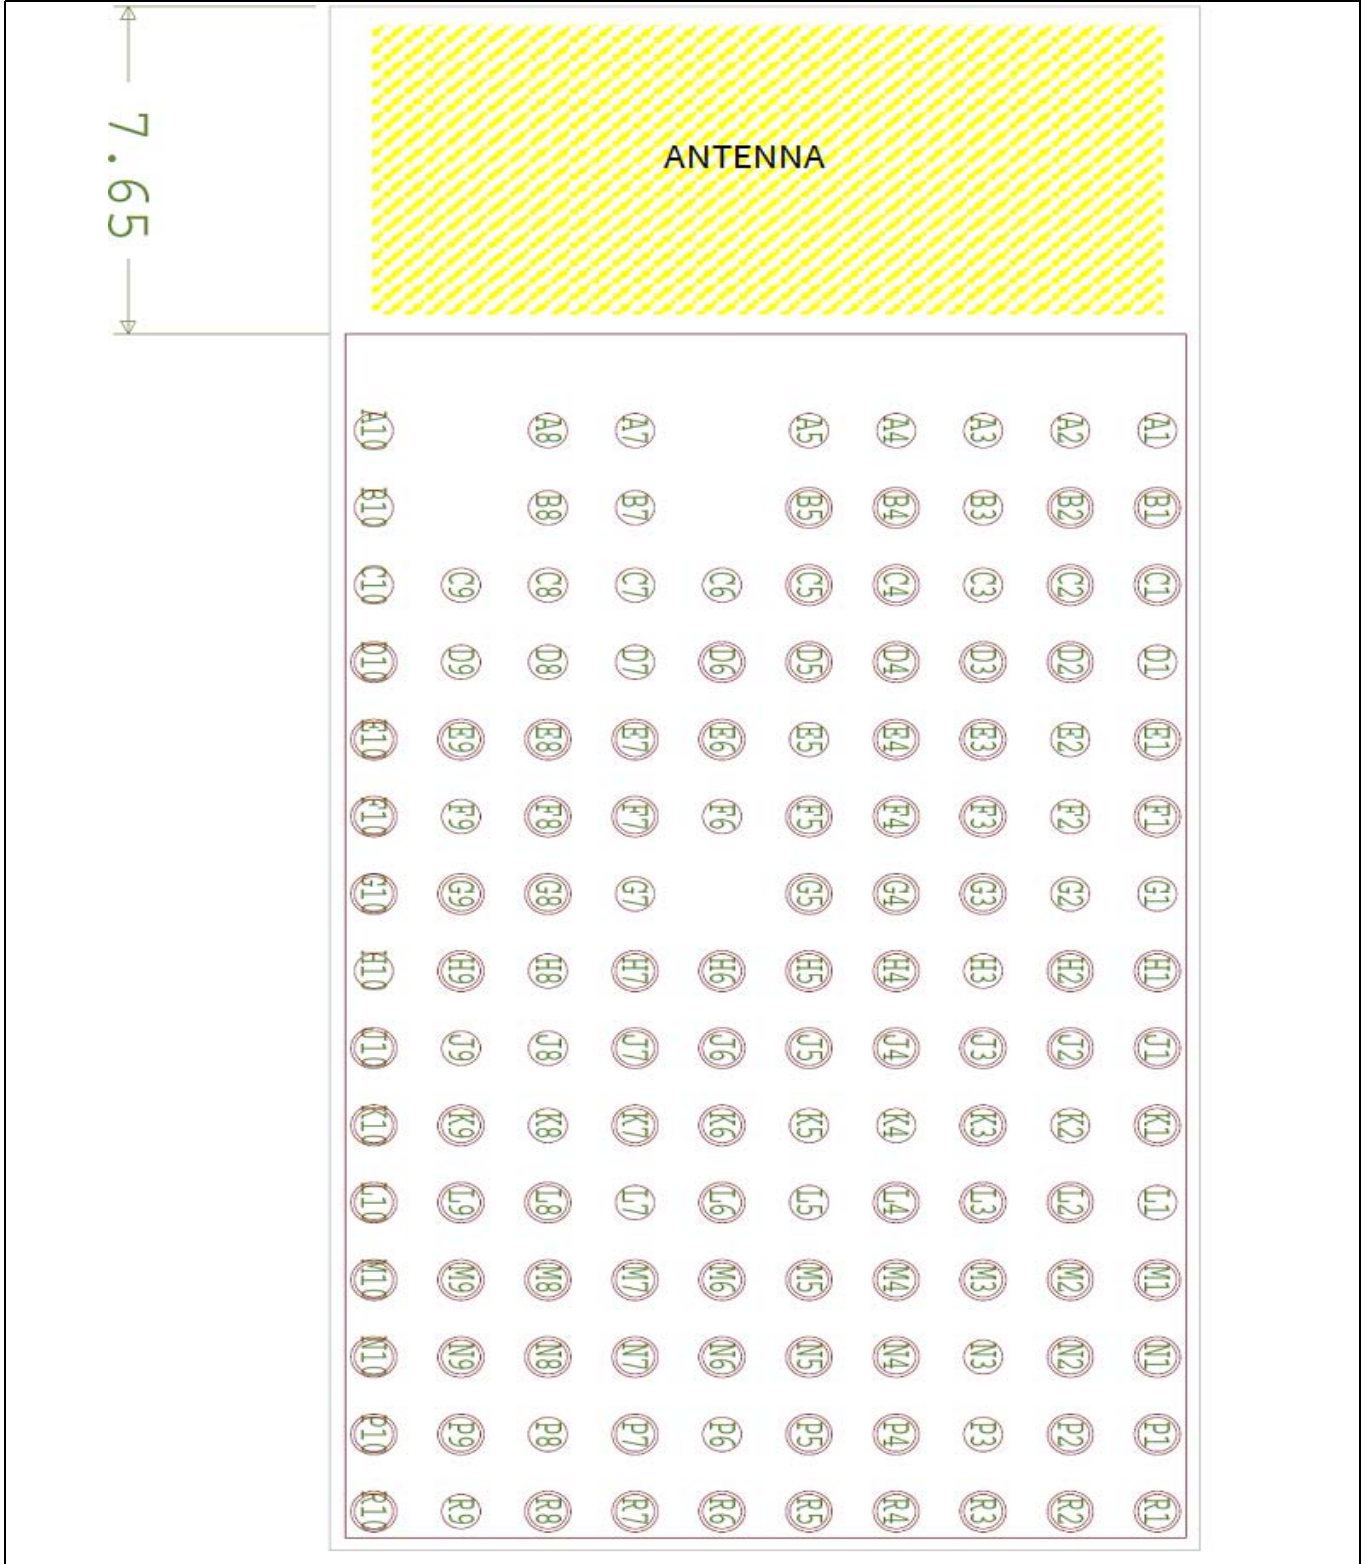 7.65
ANTENNA
A10 A8 A7 A5 A4 A3 A2 A1
B10 B8 B7 B5 B4 B3 B2 B1
C10 C9 C8 C7 C6 C5 C4 C3 C2 C1
D10 D9 D8 D7 D6 D5 D4 D3 D2 D1
E10 E9 E8 E7 E6 E5 E4 E3 E2 E1
F10 F9 F8 F7 F6 F5 F4 F3 F2 F1
G10 G9 G8 G7 G5 G4 G3 G2 G1
H10 H9 H8 H7 H6 H5 H4 H3 H2 H1
J10 J9 J8 J7 J6 J5 J4 J3 J2 J1
K10 K9 K8 K7 K6 K5 K4 K3 K2 K1
L10 L9 L8 L7 L6 L5 L4 L3 L2 L1
M10 M9 M8 M7 M6 M5 M4 M3 M2 M1
N10 N9 N8 N7 N6 N5 N4 N3 N2 N1
P10 P9 P8 P7 P6 P5 P4 P3 P2 P1
R10 R9 R8 R7 R6 R5 R4 R3 R2 R1